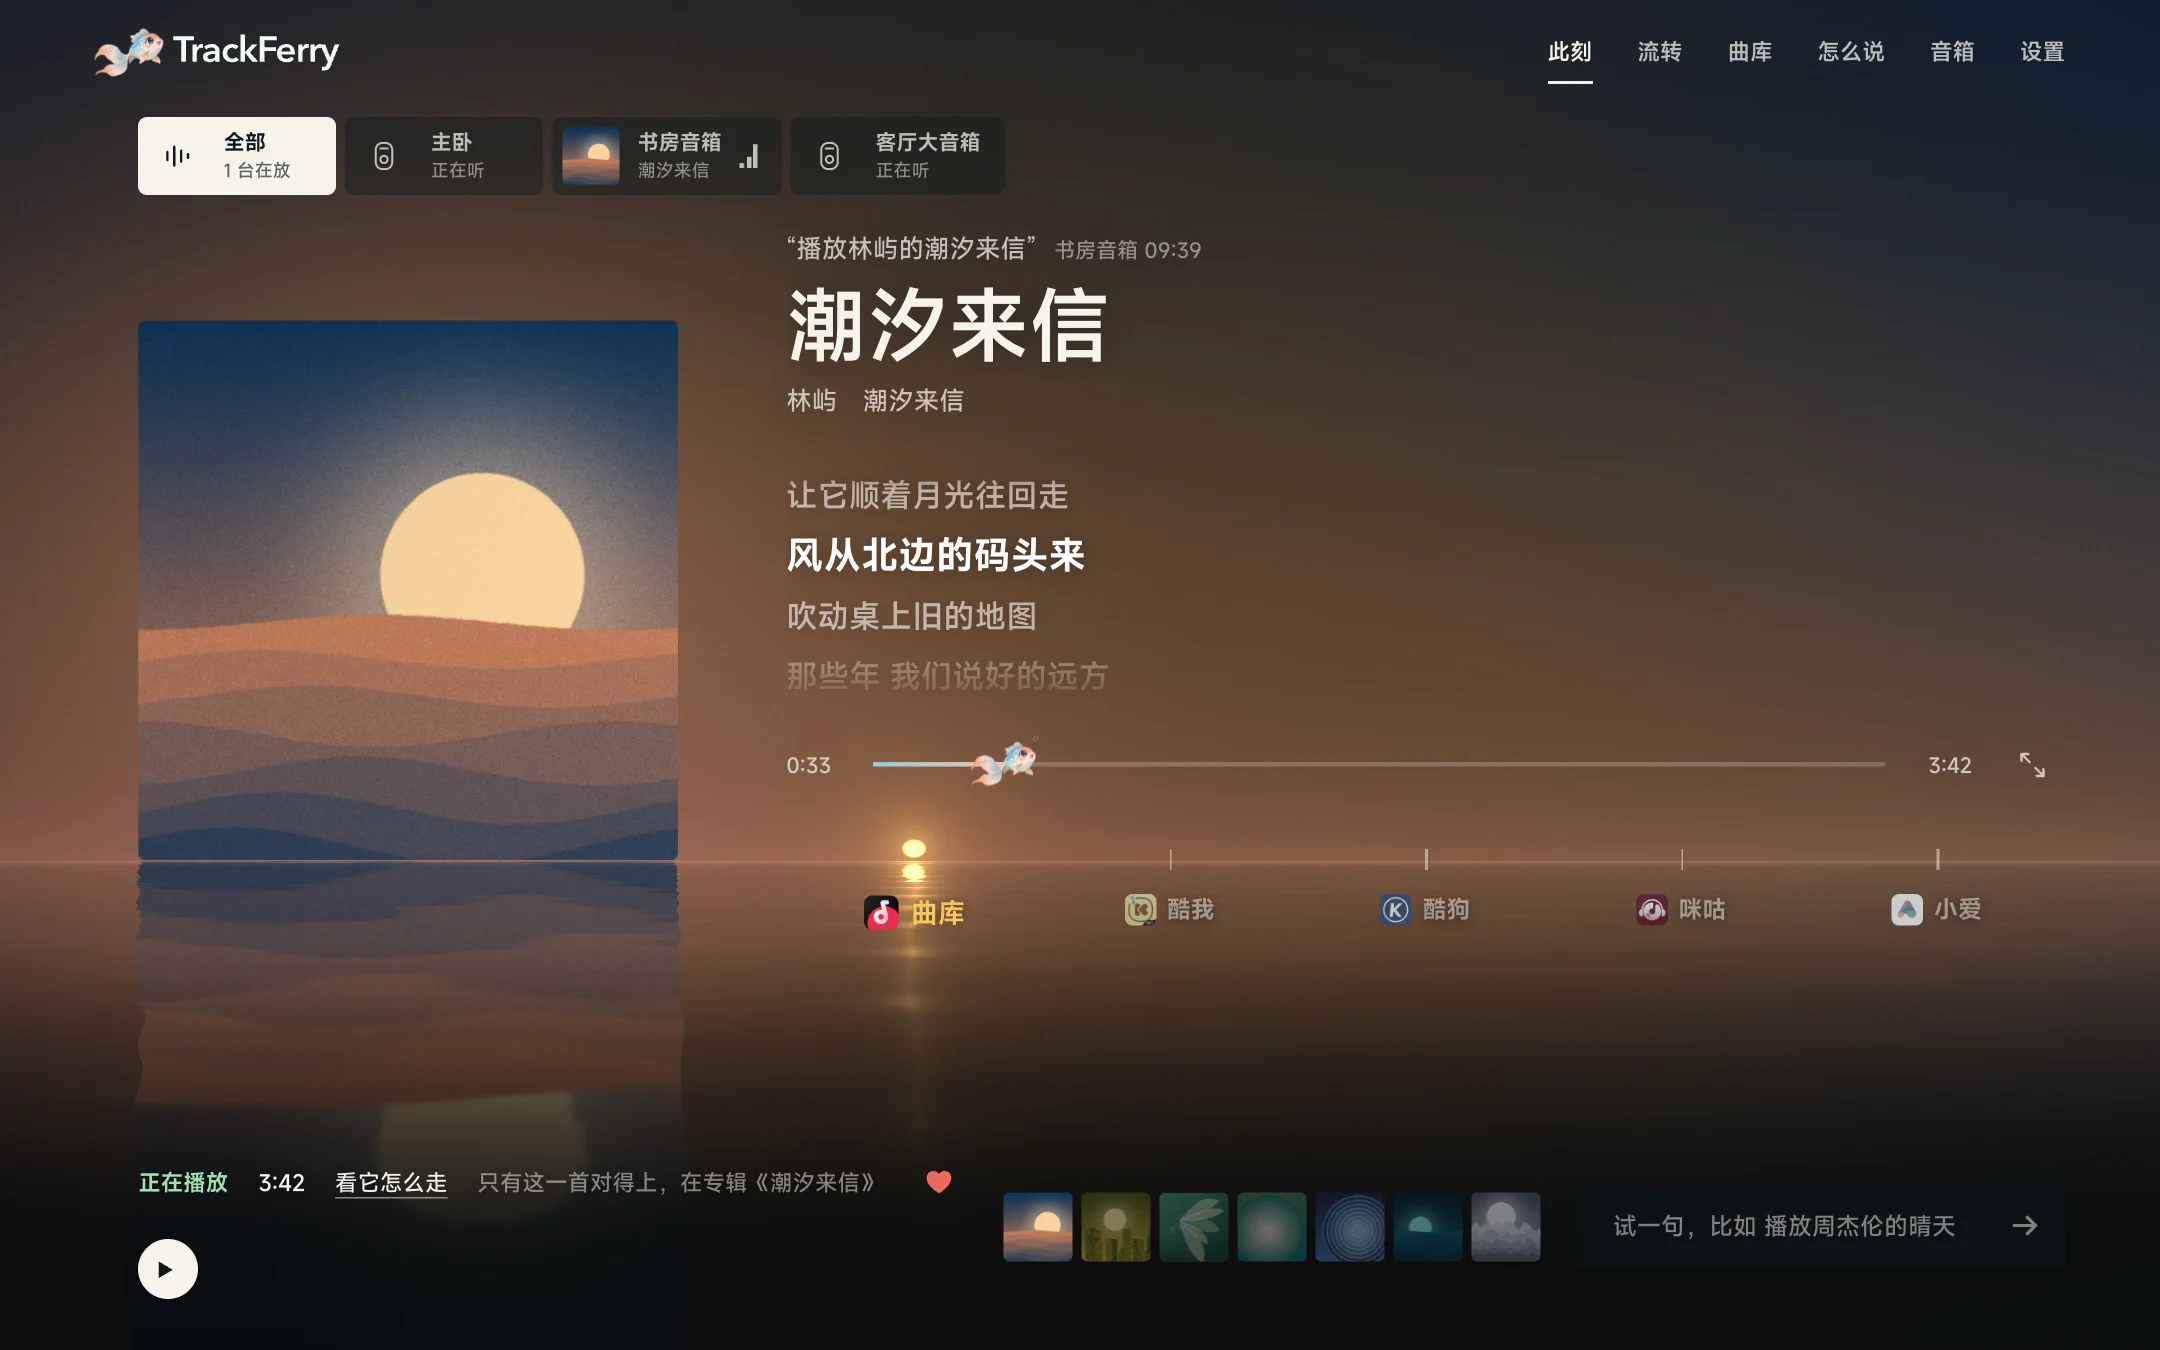 TrackFerry
此刻 流转 曲库 怎么说 音箱 设置
全部
1 台在放
主卧
正在听
书房音箱
潮汐来信
客厅大音箱
正在听
“播放林屿的潮汐来信” 书房音箱 09:39
潮汐来信
林屿 潮汐来信
让它顺着月光往回走
风从北边的码头来
吹动桌上旧的地图
那些年 我们说好的远方
0:33 3:42
曲库 酷我 酷狗 咪咕 小爱
正在播放 3:42 看它怎么走 只有这一首对得上，在专辑《潮汐来信》
试一句，比如 播放周杰伦的晴天